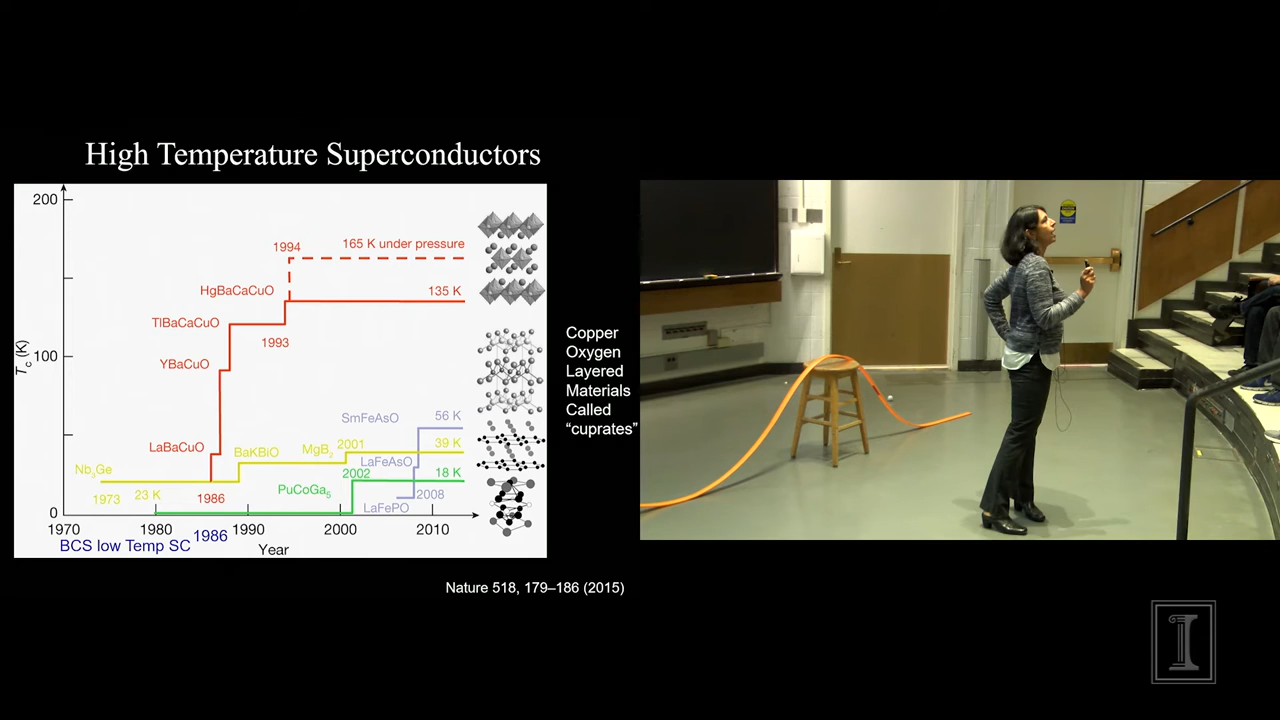 High Temperature Superconductors
200
1994
165 K under pressure
HgBaCaCuO
135 K
TlBaCaCuO
1993
YBaCuO
100
T_c (K)
Copper
Oxygen
Layered
Materials
Called
“cuprates”
SmFeAsO
56 K
LaBaCuO
BaKBiO
MgB₂
2001
39 K
LaFeAsO
Nb₃Ge
2002
18 K
PuCoGa₅
1973
23 K
1986
2008
LaFePO
0
1970
1980
1990
2000
2010
1986
BCS low Temp SC
Year
Nature 518, 179–186 (2015)
I